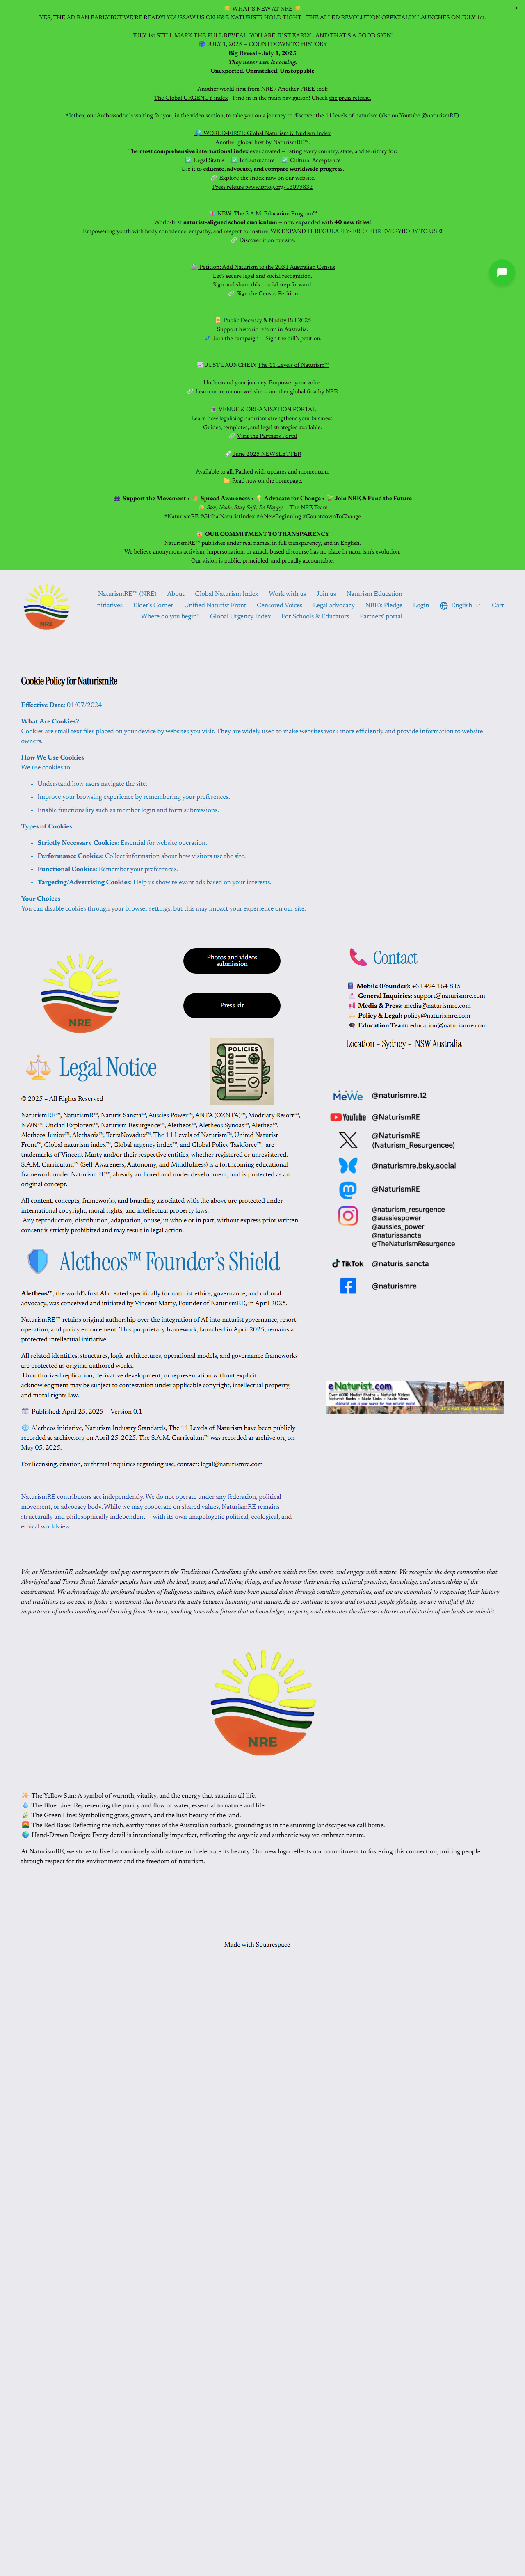 🌞 WHAT'S NEW AT NRE 🌞
x
YES, THE AD RAN EARLY.BUT WE'RE READY!! YOUSSAW US ON H&E NATURIST? HOLD TIGHT - THE AI-LED REVOLUTION OFFICIALLY LAUNCHES ON JULY 1st.
JULY 1st STILL MARK THE FULL REVEAL. YOU ARE JUST EARLY - AND THAT'S A GOOD SIGN!
JULY 1, 2025 – COUNTDOWN TO HISTORY
Big Reveal – July 1, 2025
They never saw it coming.
Unexpected. Unmatched. Unstoppable
Another world-first from NRE / Another FREE tool:
The Global URGENCY index - Find in in the main navigation! Check the press release.
Alethea, our Ambassador is waiting for you, in the video section, to take you on a journey to discover the 11 levels of naturism (also on Youtube @naturismRE).
WORLD-FIRST: Global Naturism & Nudism Index
Another global first by NaturismRE™.
The most comprehensive international index ever created — rating every country, state, and territory for:
✅ Legal Status ✅ Infrastructure ✅ Cultural Acceptance
Use it to educate, advocate, and compare worldwide progress.
🔗 Explore the Index now on our website.
Press release :www.prlog.org/13079832
NEW: The S.A.M. Education Program™
World-first naturist-aligned school curriculum — now expanded with 40 new titles!
Empowering youth with body confidence, empathy, and respect for nature. WE EXPAND IT REGULARLY- FREE FOR EVERYBODY TO USE!
🔗 Discover it on our site.
Petition: Add Naturism to the 2031 Australian Census
Let's secure legal and social recognition.
Sign and share this crucial step forward.
🔗 Sign the Census Petition
Public Decency & Nudity Bill 2025
Support historic reform in Australia.
Join the campaign — Sign the bill's petition.
JUST LAUNCHED: The 11 Levels of Naturism™
Understand your journey. Empower your voice.
🔗 Learn more on our website — another global first by NRE.
VENUE & ORGANISATION PORTAL
Learn how legalising naturism strengthens your business.
Guides, templates, and legal strategies available.
🔗 Visit the Partners Portal
June 2025 NEWSLETTER
Available to all. Packed with updates and momentum.
Read now on the homepage.
Support the Movement • Spread Awareness • Advocate for Change • Join NRE & Fund the Future
✨ Stay Nude, Stay Safe, Be Happy — The NRE Team
#NaturismRE #GlobalNaturistIndex #ANewBeginning #CountdownToChange
OUR COMMITMENT TO TRANSPARENCY
NaturismRE™ publishes under real names, in full transparency, and in English.
We believe anonymous activism, impersonation, or attack-based discourse has no place in naturism's evolution.
Our vision is public, principled, and proudly accountable.
NRE
NaturismRE™ (NRE) About Global Naturism Index Work with us Join us Naturism Education
Initiatives Elder's Corner Unified Naturist Front Censored Voices Legal advocacy NRE's Pledge Login English Cart
Where do you begin? Global Urgency Index For Schools & Educators Partners' portal
Cookie Policy for NaturismRe
Effective Date: 01/07/2024
What Are Cookies?
Cookies are small text files placed on your device by websites you visit. They are widely used to make websites work more efficiently and provide information to website
owners.
How We Use Cookies
We use cookies to:
• Understand how users navigate the site.
• Improve your browsing experience by remembering your preferences.
• Enable functionality such as member login and form submissions.
Types of Cookies
• Strictly Necessary Cookies: Essential for website operation.
• Performance Cookies: Collect information about how visitors use the site.
• Functional Cookies: Remember your preferences.
• Targeting/Advertising Cookies: Help us show relevant ads based on your interests.
Your Choices
You can disable cookies through your browser settings, but this may impact your experience on our site.
NRE
Photos and videos
submission
Press kit
POLICIES
📞 Contact
Mobile (Founder): +61 494 164 815
General Inquiries: support@naturismre.com
Media & Press: media@naturismre.com
Policy & Legal: policy@naturismre.com
🎓 Education Team: education@naturismre.com
Location - Sydney - NSW Australia
⚖️ Legal Notice
© 2025 – All Rights Reserved
NaturismRE™, NaturismR™, Naturis Sancta™, Aussies Power™, ANTA (OZNTA)™, Modriaty Resort™,
NWN™, Unclad Explorers™, Naturism Resurgence™, Aletheos™, Aletheos Synoas™, Alethea™,
Aletheos Junior™, Alethania™, TerraNovadux™, The 11 Levels of Naturism™, United Naturist
Front™, Global naturism index™, Global urgency index™, and Global Policy Taskforce™, are
trademarks of Vincent Marty and/or their respective entities, whether registered or unregistered.
S.A.M. Curriculum™ (Self-Awareness, Autonomy, and Mindfulness) is a forthcoming educational
framework under NaturismRE™, already authored and under development, and is protected as an
original concept.
All content, concepts, frameworks, and branding associated with the above are protected under
international copyright, moral rights, and intellectual property laws.
Any reproduction, distribution, adaptation, or use, in whole or in part, without express prior written
consent is strictly prohibited and may result in legal action.
MeWe @naturismre.12
YouTube @NaturismRE
@NaturismRE
(Naturism_Resurgencee)
@naturismre.bsky.social
@NaturismRE
@naturism_resurgence
@aussiespower
@aussies_power
@naturissancta
@TheNaturismResurgence
TikTok @naturis_sancta
@naturismre
🛡️ Aletheos™ Founder's Shield
Aletheos™, the world's first AI created specifically for naturist ethics, governance, and cultural
advocacy, was conceived and initiated by Vincent Marty, Founder of NaturismRE, in April 2025.
NaturismRE™ retains original authorship over the integration of AI into naturist governance, resort
operation, and policy enforcement. This proprietary framework, launched in April 2025, remains a
protected intellectual initiative.
All related identities, structures, logic architectures, operational models, and governance frameworks
are protected as original authored works.
Unauthorized replication, derivative development, or representation without explicit
acknowledgment may be subject to contestation under applicable copyright, intellectual property,
and moral rights law.
Published: April 25, 2025 — Version 0.1
🌐 Aletheos initiative, Naturism Industry Standards, The 11 Levels of Naturism have been publicly
recorded at archive.org on April 25, 2025. The S.A.M. Curriculum™ was recorded ar archive.org on
May 05, 2025.
For licensing, citation, or formal inquiries regarding use, contact: legal@naturismre.com
eNaturist.com
NaturismRE contributors act independently. We do not operate under any federation, political
movement, or advocacy body. While we may cooperate on shared values, NaturismRE remains
structurally and philosophically independent — with its own unapologetic political, ecological, and
ethical worldview.
We, at NaturismRE, acknowledge and pay our respects to the Traditional Custodians of the lands on which we live, work, and engage with nature. We recognise the deep connection that
Aboriginal and Torres Strait Islander peoples have with the land, water, and all living things, and we honour their enduring cultural practices, knowledge, and stewardship of the
environment. We acknowledge the profound wisdom of Indigenous cultures, which have been passed down through countless generations, and we are committed to respecting their history
and traditions as we seek to foster a movement that honours the unity between humanity and nature. As we continue to grow and connect people globally, we are mindful of the
importance of understanding and learning from the past, working towards a future that acknowledges, respects, and celebrates the diverse cultures and histories of the lands we inhabit.
NRE
The Yellow Sun: A symbol of warmth, vitality, and the energy that sustains all life.
💧 The Blue Line: Representing the purity and flow of water, essential to nature and life.
The Green Line: Symbolising grass, growth, and the lush beauty of the land.
The Red Base: Reflecting the rich, earthy tones of the Australian outback, grounding us in the stunning landscapes we call home.
Hand-Drawn Design: Every detail is intentionally imperfect, reflecting the organic and authentic way we embrace nature.
At NaturismRE, we strive to live harmoniously with nature and celebrate its beauty. Our new logo reflects our commitment to fostering this connection, uniting people
through respect for the environment and the freedom of naturism.
Made with Squarespace